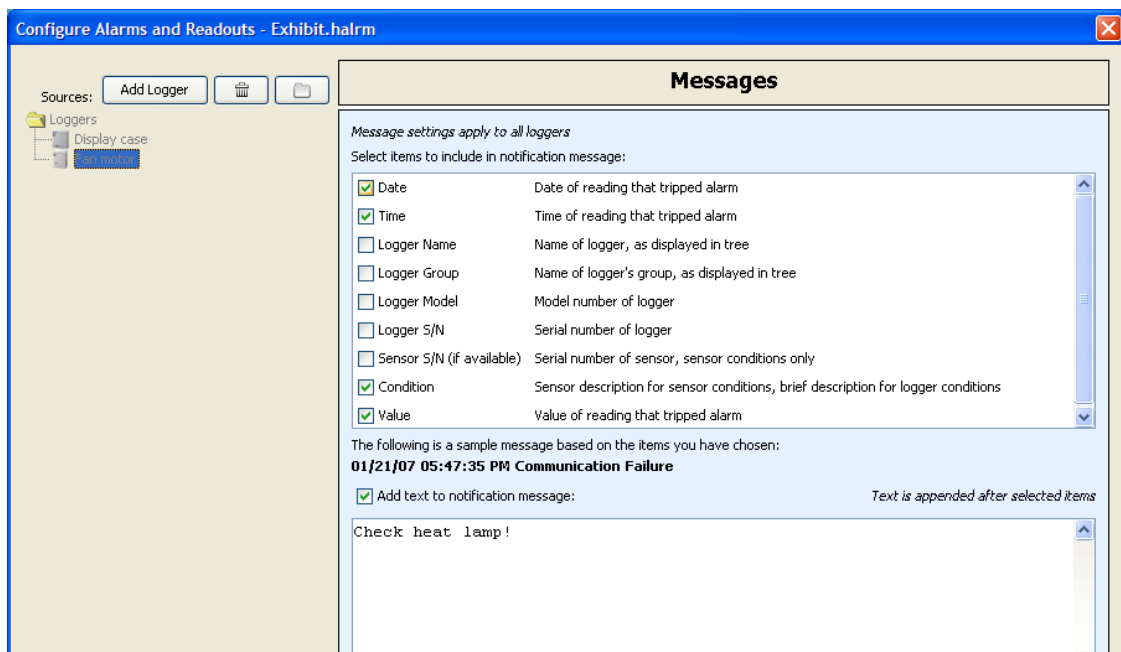 Configure Alarms and Readouts - Exhibit.halrm
Sources: Add Logger
Loggers
Display case
Fan motor
Messages
Message settings apply to all loggers
Select items to include in notification message:
Date Date of reading that tripped alarm
Time Time of reading that tripped alarm
Logger Name Name of logger, as displayed in tree
Logger Group Name of logger's group, as displayed in tree
Logger Model Model number of logger
Logger S/N Serial number of logger
Sensor S/N (if available) Serial number of sensor, sensor conditions only
Condition Sensor description for sensor conditions, brief description for logger conditions
Value Value of reading that tripped alarm
The following is a sample message based on the items you have chosen:
01/21/07 05:47:35 PM Communication Failure
Add text to notification message: Text is appended after selected items
Check heat lamp!